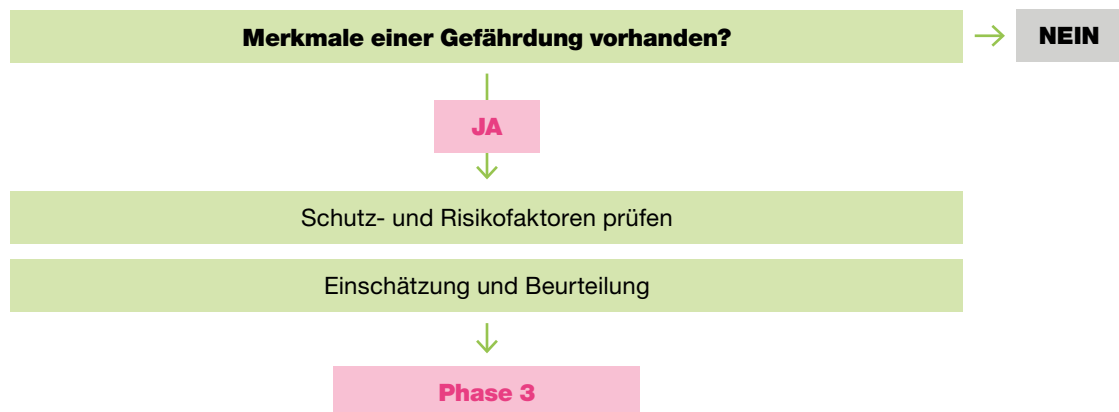 Merkmale einer Gefährdung vorhanden?
NEIN
JA
Schutz- und Risikofaktoren prüfen
Einschätzung und Beurteilung
Phase 3